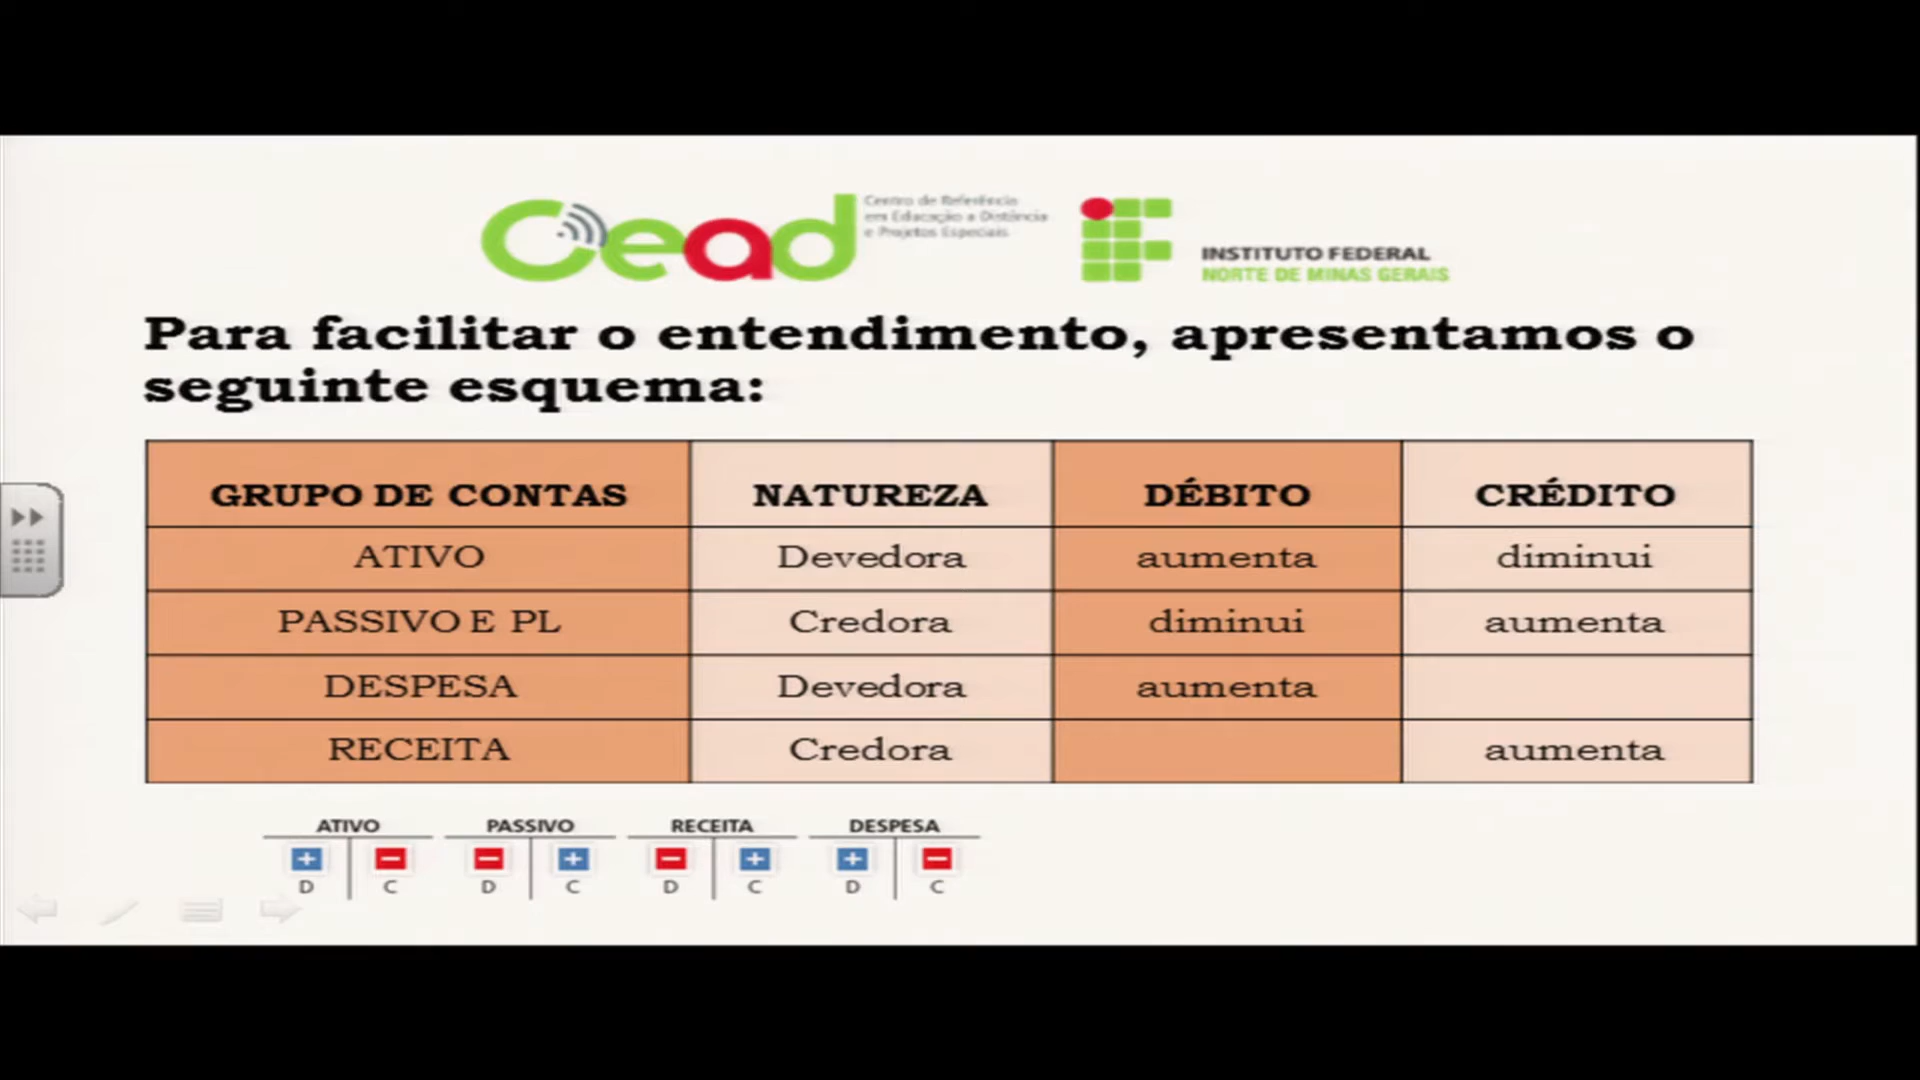 Cead
Centro de Referência
em Educação a Distância
e Projetos Especiais
INSTITUTO FEDERAL
NORTE DE MINAS GERAIS
Para facilitar o entendimento, apresentamos o
seguinte esquema:
GRUPO DE CONTAS NATUREZA DÉBITO CRÉDITO
ATIVO Devedora aumenta diminui
PASSIVO E PL Credora diminui aumenta
DESPESA Devedora aumenta
RECEITA Credora aumenta
ATIVO PASSIVO RECEITA DESPESA
+ − − + − + + −
D C D C D C D C